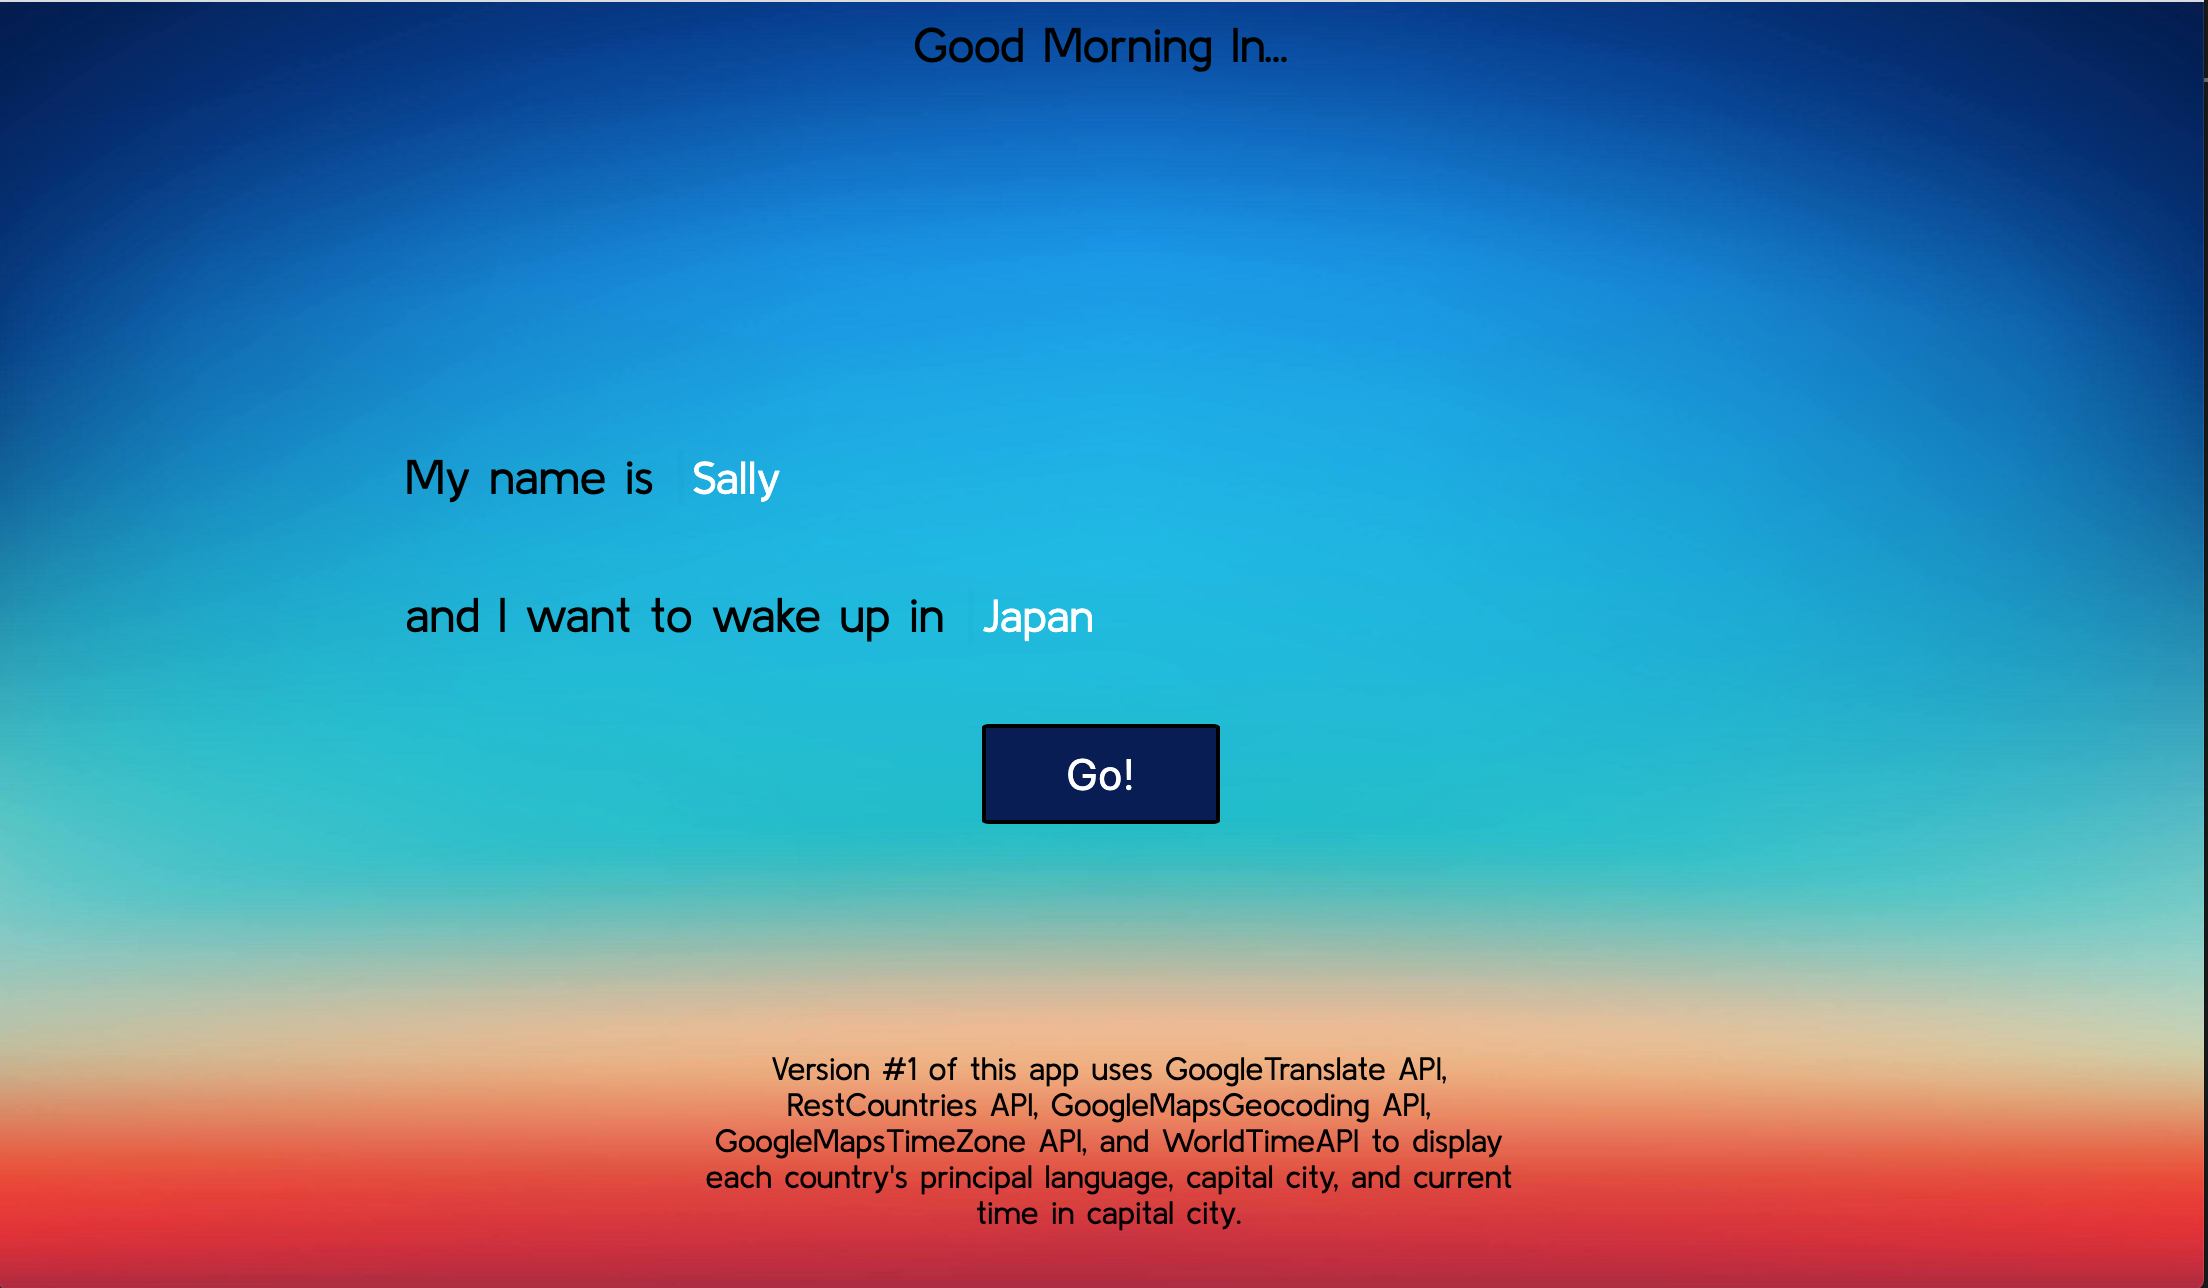 Good Morning In...
My name is Sally
and I want to wake up in Japan
Go!
Version #1 of this app uses GoogleTranslate API,
RestCountries API, GoogleMapsGeocoding API,
GoogleMapsTimeZone API, and WorldTimeAPI to display
each country's principal language, capital city, and current
time in capital city.